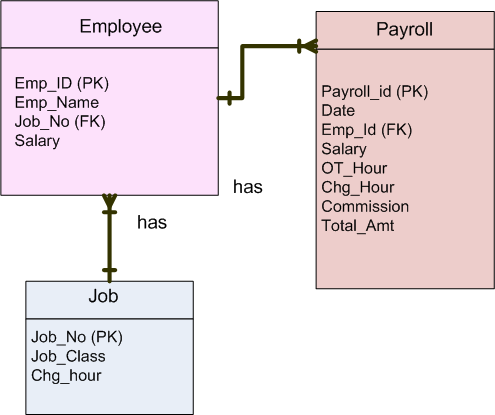 Employee
Emp_ID (PK)
Emp_Name
Job_No (FK)
Salary
Payroll
Payroll_id (PK)
Date
Emp_Id (FK)
Salary
OT_Hour
Chg_Hour
Commission
Total_Amt
has
has
Job
Job_No (PK)
Job_Class
Chg_hour